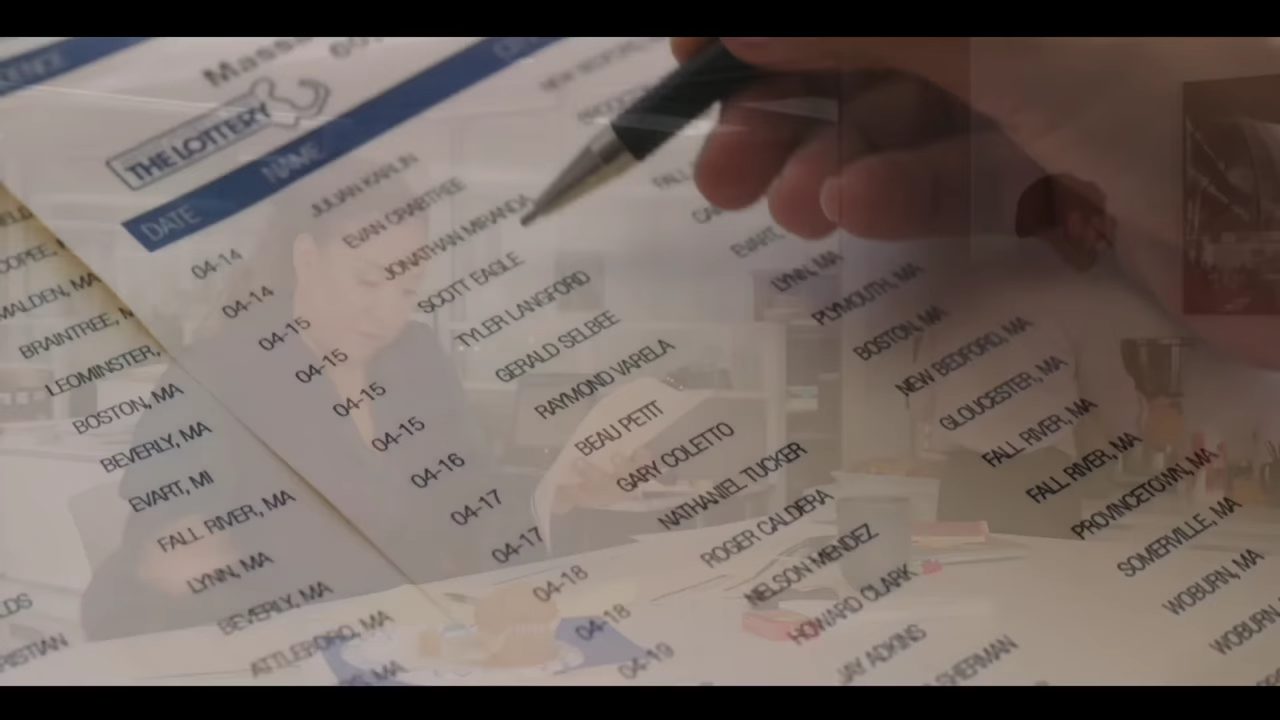 THE LOTTERY
DATE NAME
MALDEN, MA
BRAINTREE,
LEOMINSTER,
BOSTON, MA
BEVERLY, MA
EVART, MI
FALL RIVER, MA
LYNN, MA
BEVERLY, MA
ATTLEBORO, MA
04-14 JULIAN
04-14 EVAN CRABTREE
04-15 JONATHAN MIRANDA
04-15 SCOTT EAGLE
04-15 TYLER LANGFORD
04-15 GERALD SELBEE EVART,
04-16 RAYMOND VARELA LYNN, MA
04-17 BEAU PETIT PLYMOUTH, MA
04-17 GARY COLETTO BOSTON, MA
04-18 NATHANIEL TUCKER NEW BEDFORD, MA
04-18 ROGER CALDERA GLOUCESTER, MA
04-19 NELSON MENDEZ FALL RIVER, MA
HOWARD CLARK FALL RIVER, MA
JAY ADKINS PROVINCETOWN, MA
SHERMAN SOMERVILLE, MA
WOBURN, MA
WOBURN,